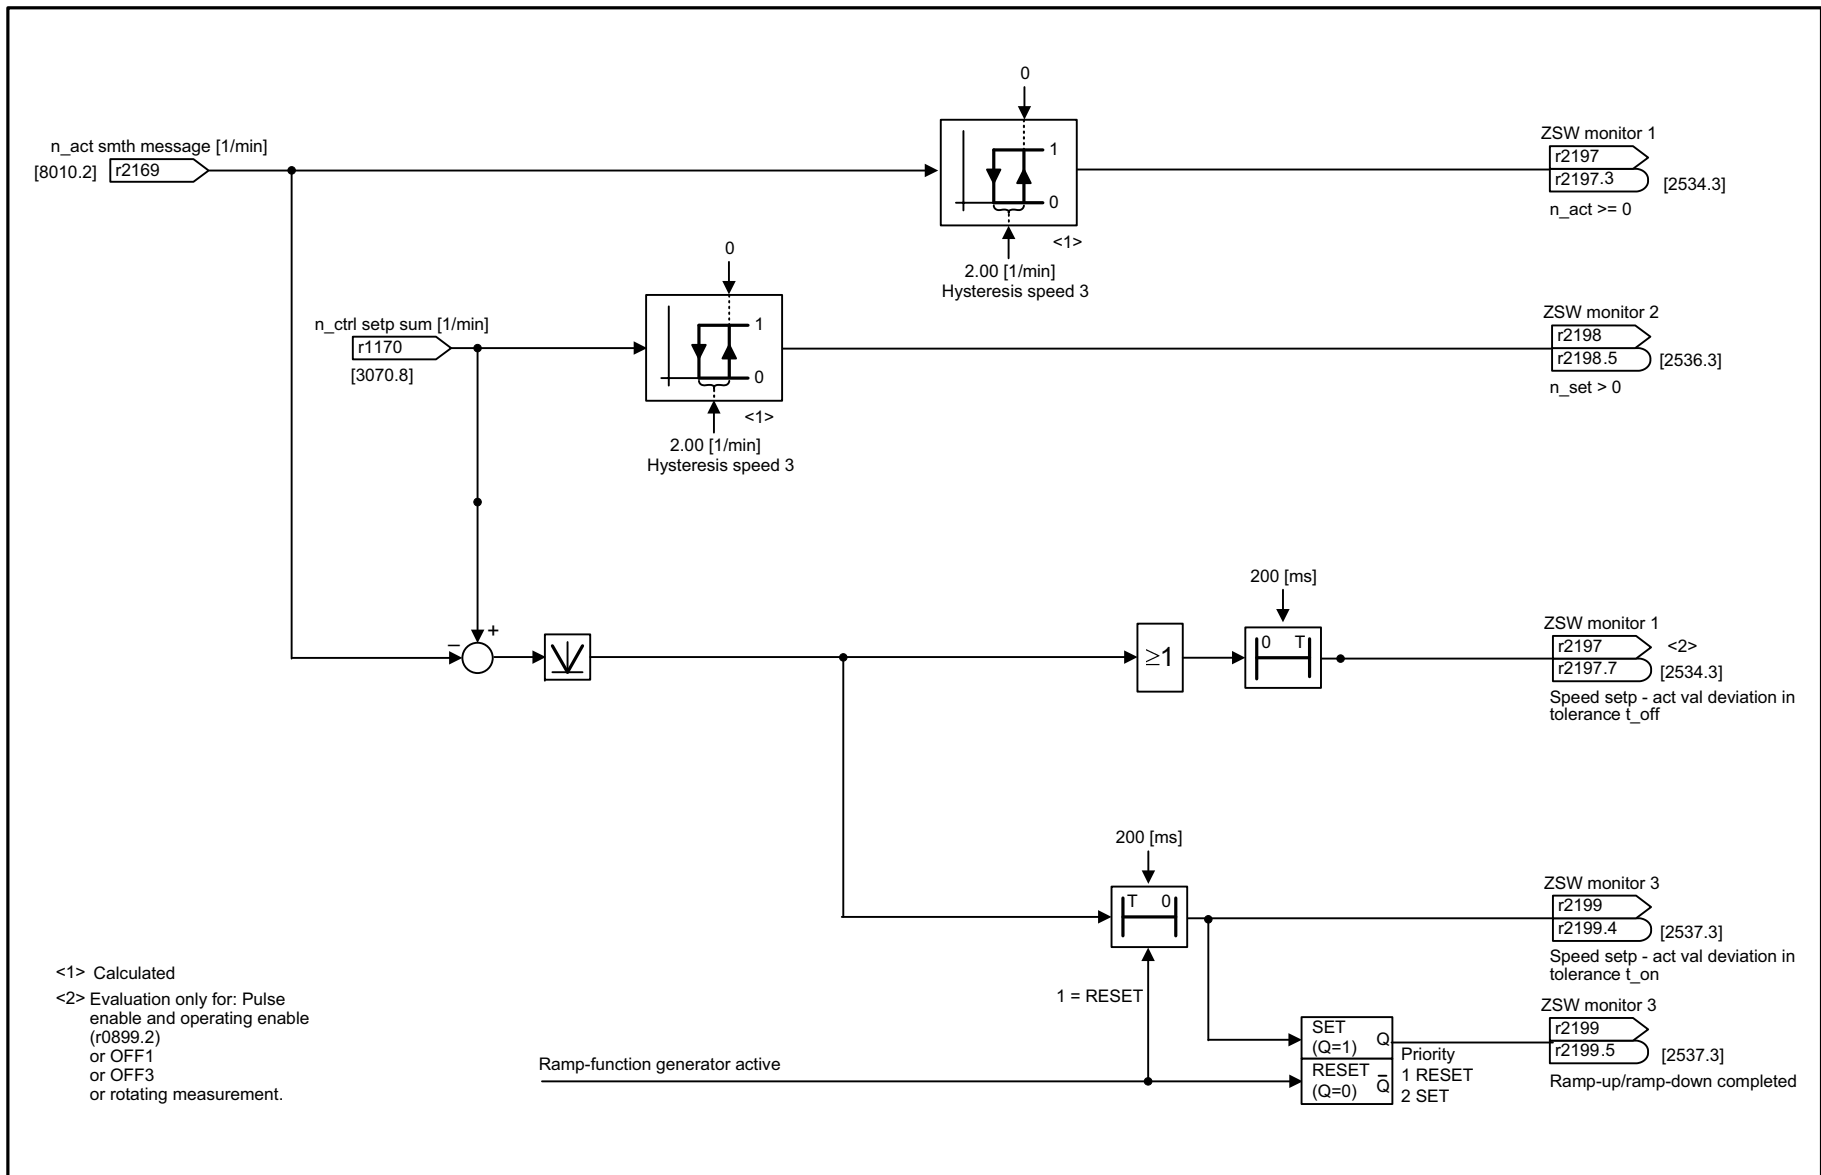 0
n_act smth message [1/min]
[8010.2]
r2169
1
0
<1>
2.00 [1/min]
Hysteresis speed 3
ZSW monitor 1
r2197
r2197.3
[2534.3]
n_act >= 0
0
n_ctrl setp sum [1/min]
r1170
[3070.8]
1
0
<1>
2.00 [1/min]
Hysteresis speed 3
ZSW monitor 2
r2198
r2198.5
[2536.3]
n_set > 0
+
–
≥1
200 [ms]
0 T
ZSW monitor 1
r2197
<2>
r2197.7
[2534.3]
Speed setp - act val deviation in
tolerance t_off
200 [ms]
T 0
1 = RESET
ZSW monitor 3
r2199
r2199.4
[2537.3]
Speed setp - act val deviation in
tolerance t_on
Ramp-function generator active
SET
(Q=1)
Q
RESET
(Q=0)
Q̅
Priority
1 RESET
2 SET
ZSW monitor 3
r2199
r2199.5
[2537.3]
Ramp-up/ramp-down completed
<1> Calculated
<2> Evaluation only for: Pulse
enable and operating enable
(r0899.2)
or OFF1
or OFF3
or rotating measurement.